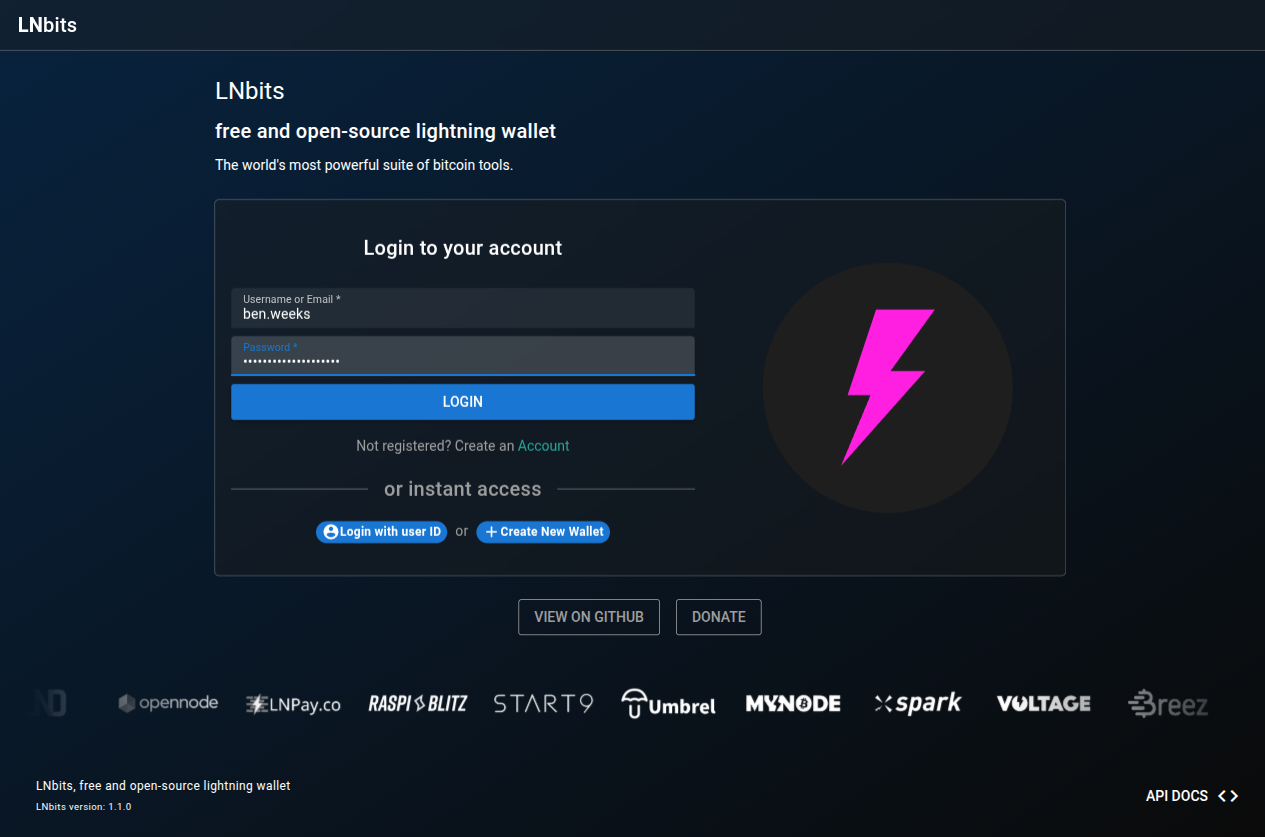 LNbits
LNbits
free and open-source lightning wallet
The world's most powerful suite of bitcoin tools.
Login to your account
Username or Email *
ben.weeks
Password *
••••••••••••••••••••
LOGIN
Not registered? Create an Account
or instant access
Login with user ID or Create New Wallet
VIEW ON GITHUB DONATE
ND opennode LNPay.co RASPIBLITZ START9 Umbrel MYNODE spark VOLTAGE Breez
LNbits, free and open-source lightning wallet
LNbits version: 1.1.0
API DOCS